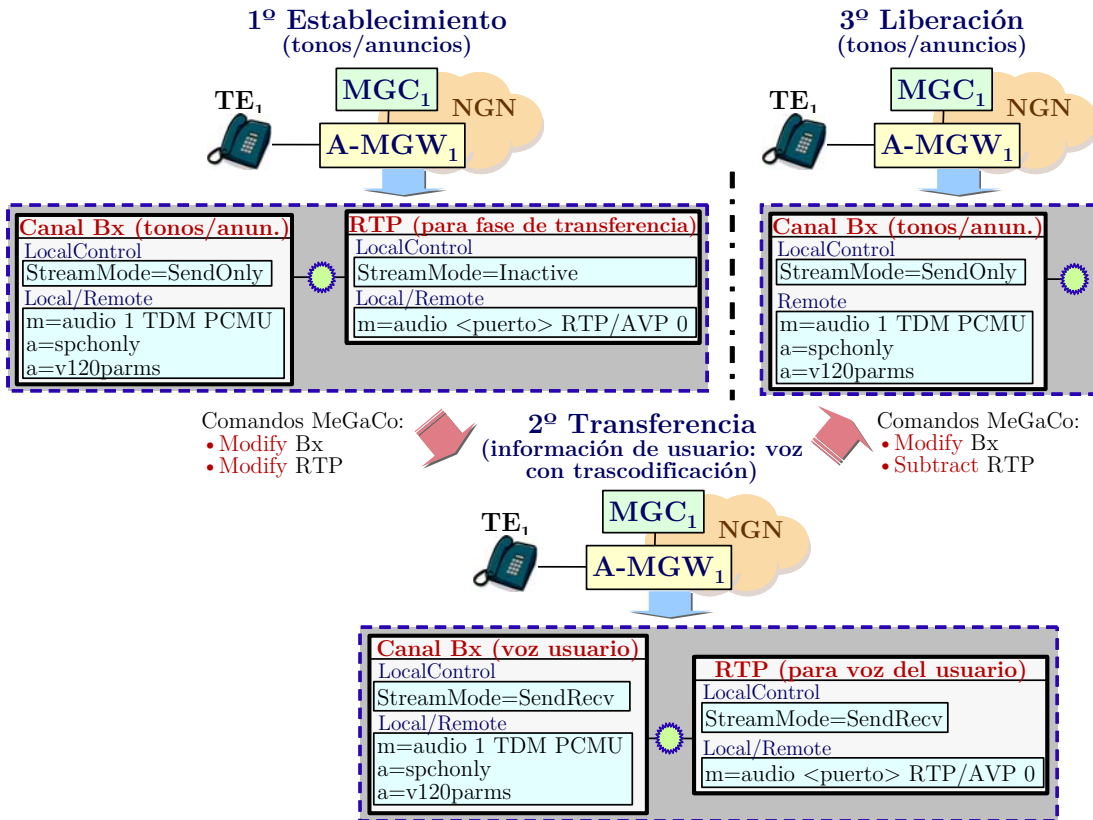 1º Establecimiento
(tonos/anuncios)
TE1
MGC1
NGN
A-MGW1
Canal Bx (tonos/anun.)
LocalControl
StreamMode=SendOnly
Local/Remote
m=audio 1 TDM PCMU
a=spchonly
a=v120parms
RTP (para fase de transferencia)
LocalControl
StreamMode=Inactive
Local/Remote
m=audio <puerto> RTP/AVP 0
3º Liberación
(tonos/anuncios)
TE1
MGC1
NGN
A-MGW1
Canal Bx (tonos/anun.)
LocalControl
StreamMode=SendOnly
Remote
m=audio 1 TDM PCMU
a=spchonly
a=v120parms
Comandos MeGaCo:
• Modify Bx
• Modify RTP
2º Transferencia
(información de usuario: voz
con trascodificación)
Comandos MeGaCo:
• Modify Bx
• Subtract RTP
TE1
MGC1
NGN
A-MGW1
Canal Bx (voz usuario)
LocalControl
StreamMode=SendRecv
Local/Remote
m=audio 1 TDM PCMU
a=spchonly
a=v120parms
RTP (para voz del usuario)
LocalControl
StreamMode=SendRecv
Local/Remote
m=audio <puerto> RTP/AVP 0